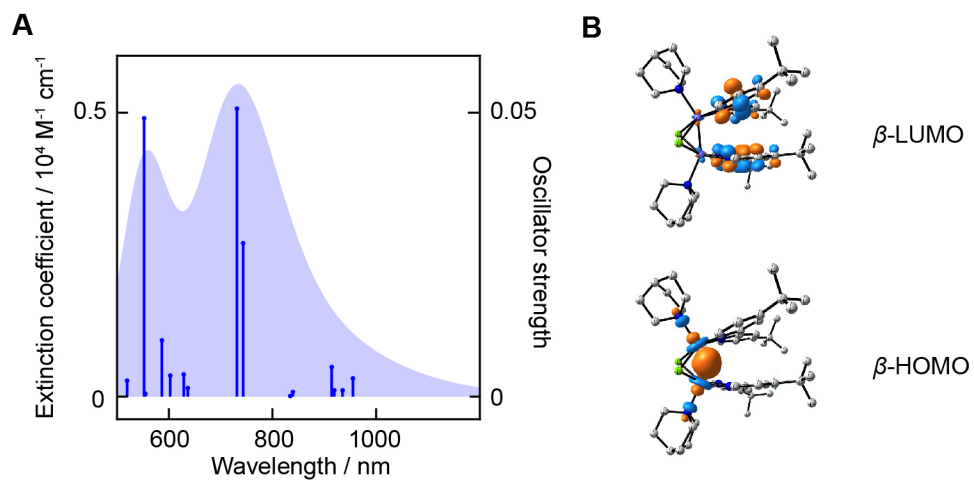 A
B
Extinction coefficient / 10⁴ M⁻¹ cm⁻¹
0.5
0
0.05
0
Oscillator strength
600 800 1000
Wavelength / nm
β-LUMO
β-HOMO